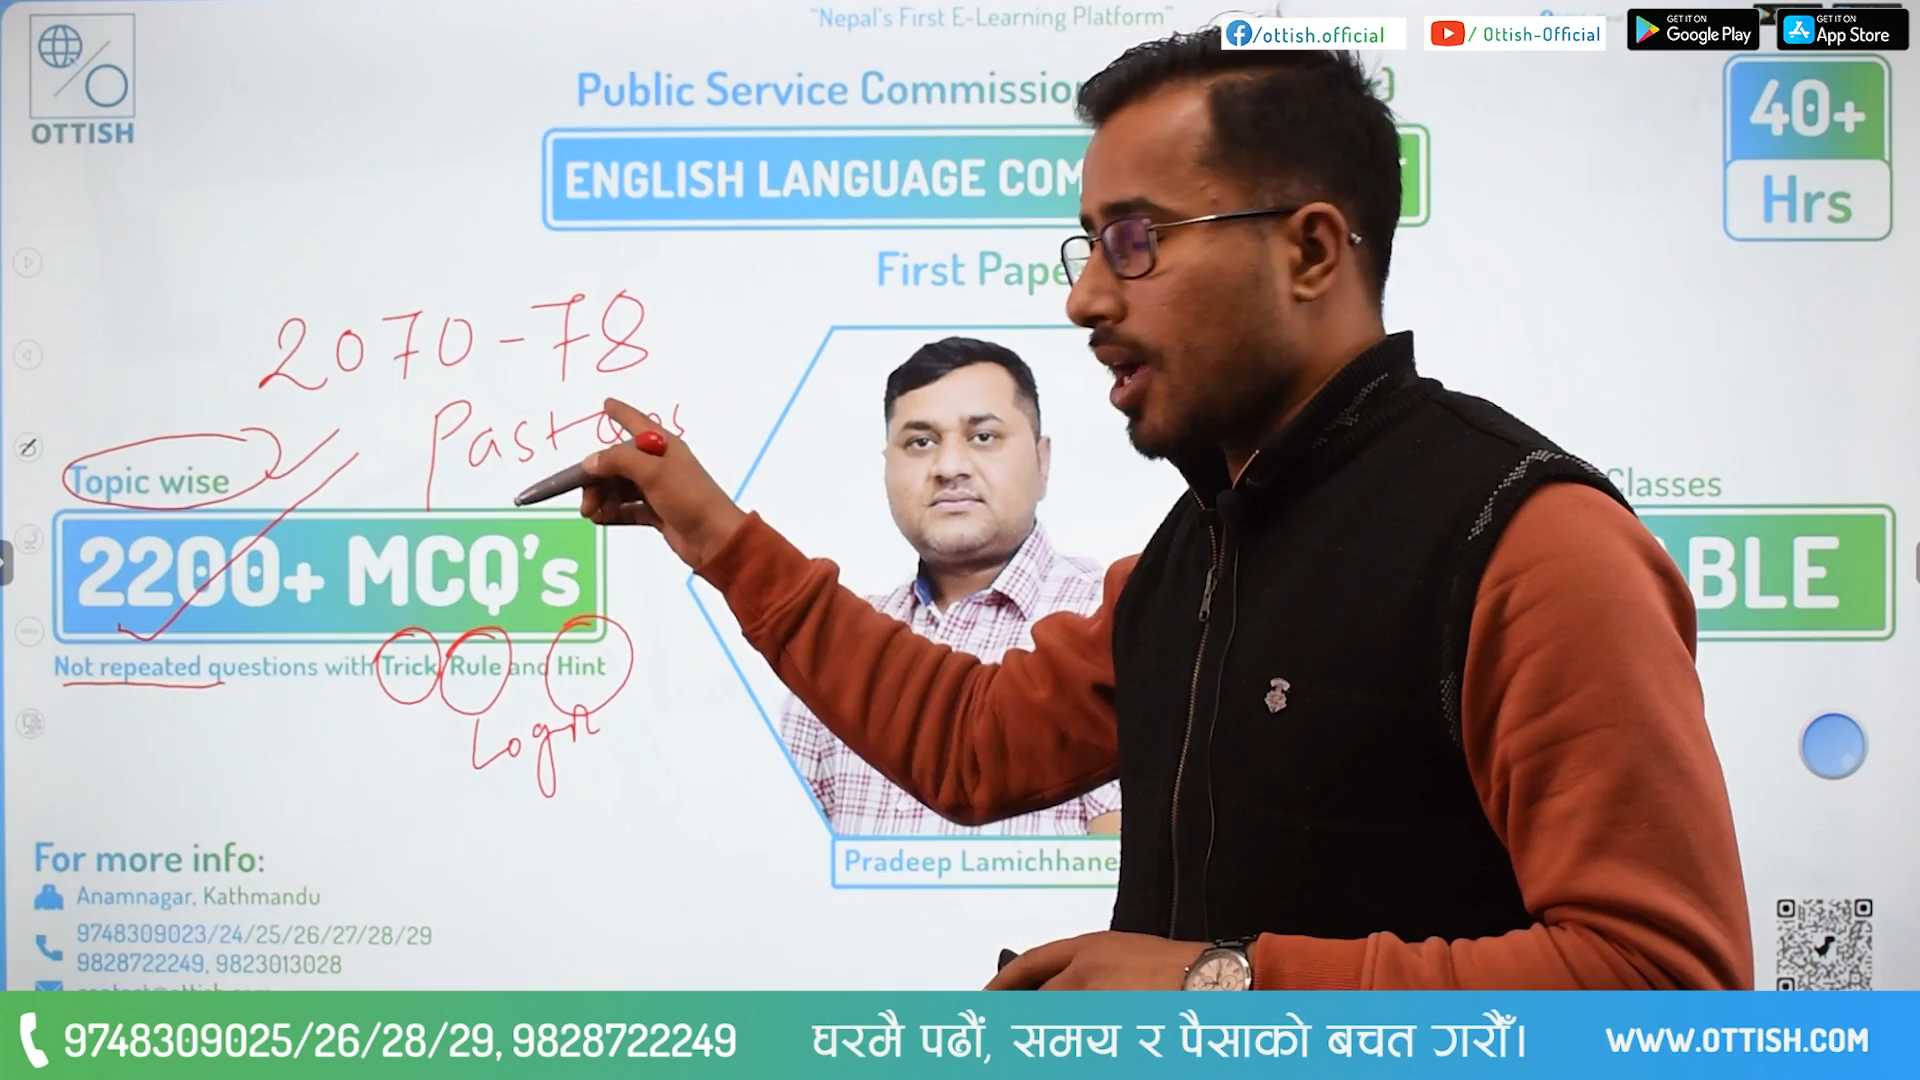 "Nepal's First E-Learning Platform"
/ottish.official
/ Ottish-Official
GET IT ON
Google Play
GET IT ON
App Store
OTTISH
Public Service Commission
40+
Hrs
ENGLISH LANGUAGE COM
First Pape
2070-78
Past
Topic wise
Classes
2200+ MCQ's
BLE
Not repeated questions with Trick, Rule and Hint
Logic
Pradeep Lamichhane
For more info:
Anamnagar, Kathmandu
9748309023/24/25/26/27/28/29
9828722249, 9823013028
9748309025/26/28/29, 9828722249
घरमै पढौं, समय र पैसाको बचत गरौँ।
WWW.OTTISH.COM